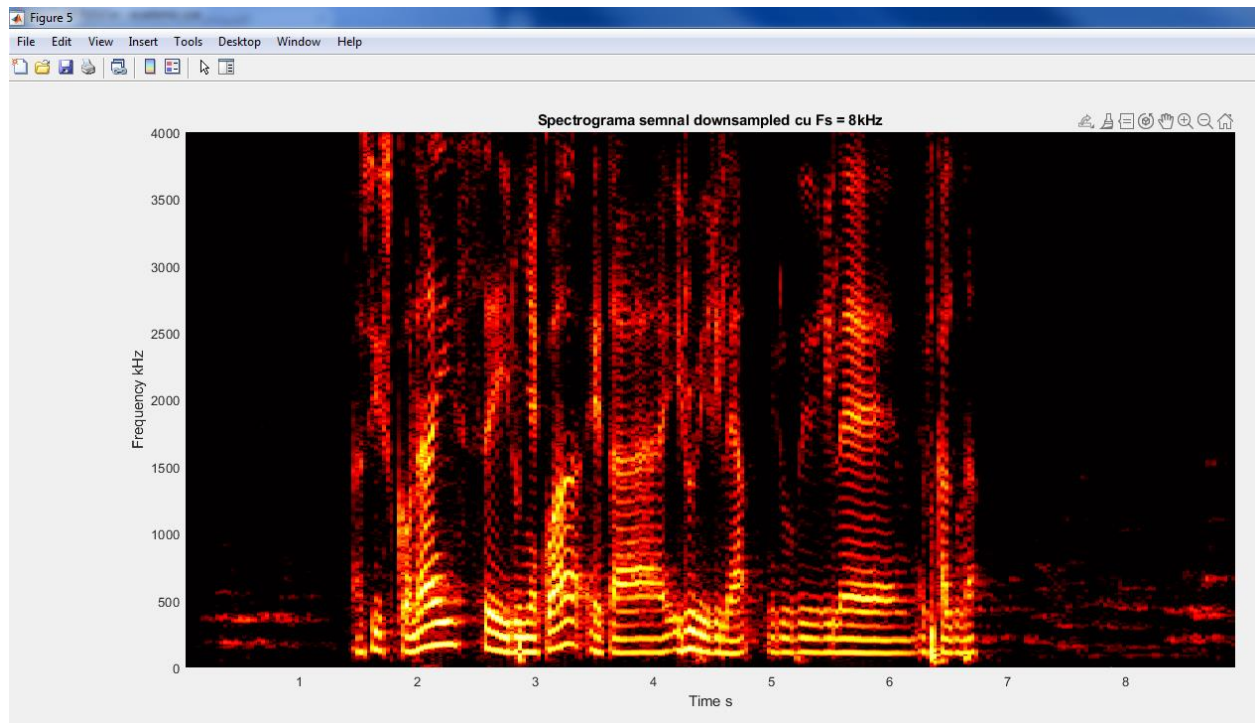 Figure 5
File Edit View Insert Tools Desktop Window Help
Spectrograma semnal downsampled cu Fs = 8kHz
4000
3500
3000
2500
2000
1500
1000
500
0
Frequency kHz
1 2 3 4 5 6 7 8
Time s